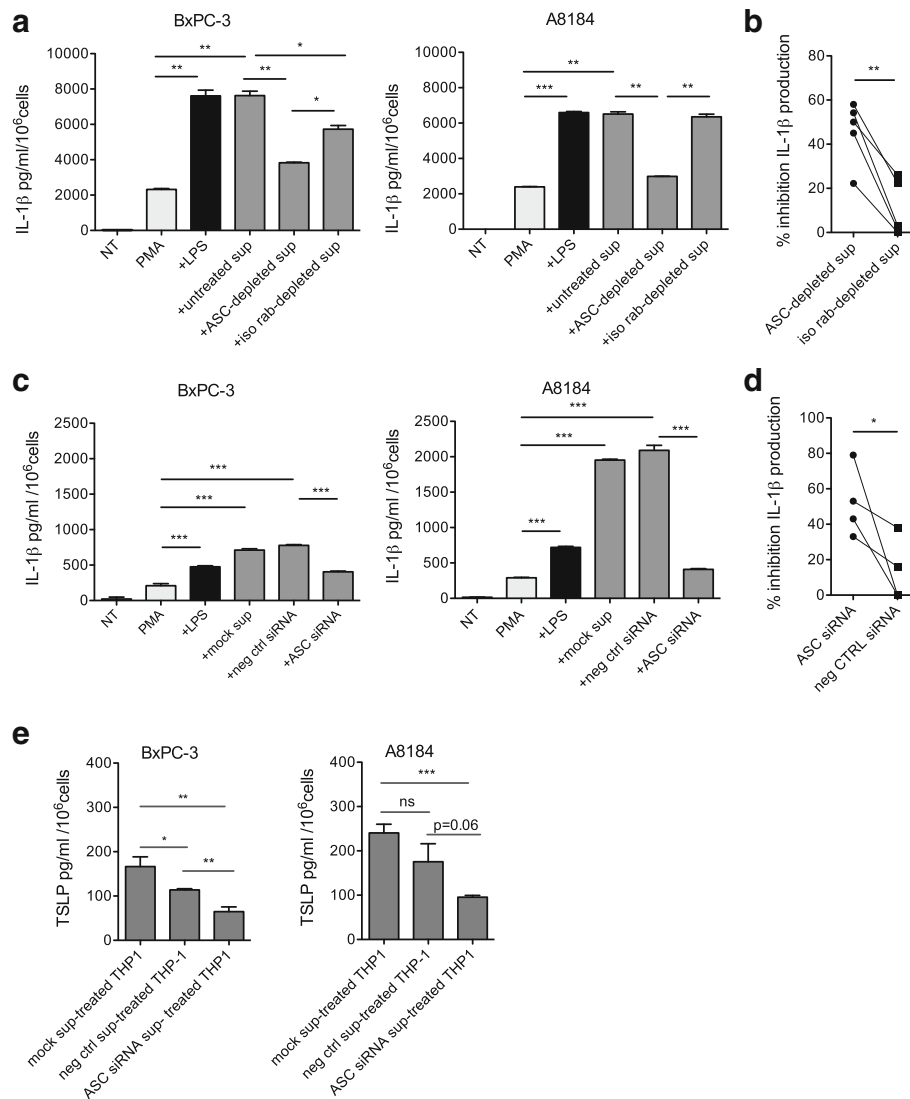 a
BxPC-3
IL-1β pg/ml/10⁶cells
10000
8000
6000
4000
2000
0
**
**
**
*
*
NT
PMA
+LPS
+untreated sup
+ASC-depleted sup
+iso rab-depleted sup
A8184
IL-1β pg/ml/10⁶cells
10000
8000
6000
4000
2000
0
**
***
**
**
NT
PMA
+LPS
+untreated sup
+ASC-depleted sup
+iso rab-depleted sup
b
% inhibition IL-1β production
80
60
40
20
0
**
ASC-depleted sup
iso rab-depleted sup
c
BxPC-3
IL-1β pg/ml /10⁶cells
2500
2000
1500
1000
500
0
***
***
***
***
NT
PMA
+LPS
+mock sup
+neg ctrl siRNA
+ASC siRNA
A8184
IL-1β pg/ml /10⁶cells
2500
2000
1500
1000
500
0
***
***
***
***
NT
PMA
+LPS
+mock sup
+neg ctrl siRNA
+ASC siRNA
d
% inhibition IL-1β production
100
80
60
40
20
0
*
ASC siRNA
neg CTRL siRNA
e
BxPC-3
TSLP pg/ml /10⁶cells
400
300
200
100
0
**
*
**
mock sup-treated THP1
neg ctrl sup-treated THP-1
ASC siRNA sup- treated THP1
A8184
TSLP pg/ml /10⁶cells
400
300
200
100
0
***
ns
p=0.06
mock sup-treated THP1
neg ctrl sup-treated THP-1
ASC siRNA sup-treated THP1